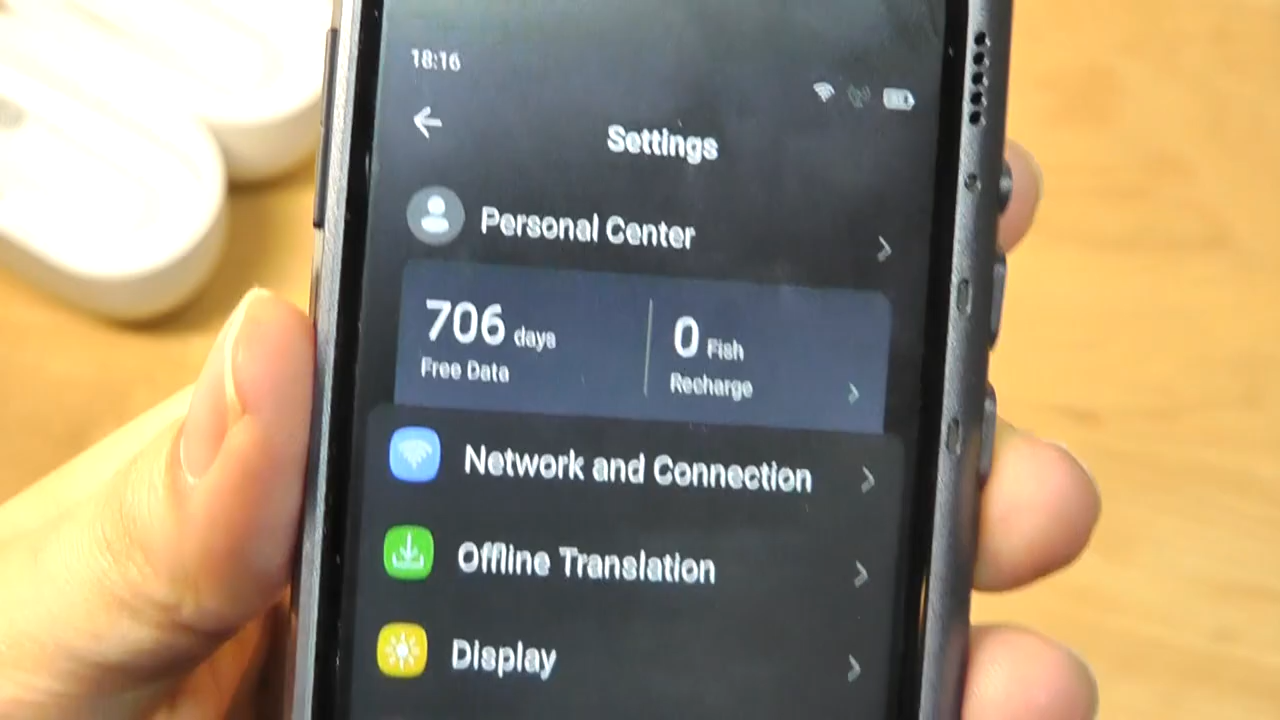 18:16
Settings
Personal Center
706 days
Free Data
0 Fish
Recharge
Network and Connection
Offline Translation
Display